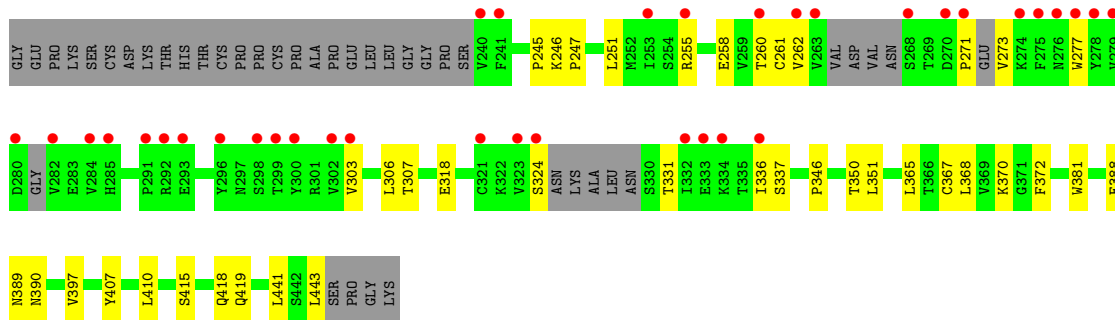 GLY GLU PRO LYS SER CYS ASP LYS THR HIS THR CYS PRO PRO CYS PRO ALA PRO GLU LEU LEU GLY GLY PRO SER V240 F241 P245 K246 P247 L251 M252 I253 S254 R255 E258 V259 T260 C261 V262 V263 VAL ASP VAL ASN S268 T269 D270 P271 GLU V273 K274 F275 N276 W277 Y278
D280 GLY V282 E283 V284 H285 P291 R292 E293 Y296 N297 S298 T299 Y300 R301 V302 V303 L306 T307 E318 C321 K322 V323 S324 ASN LYS ALA LEU ASN S330 T331 I332 E333 K334 T335 I336 S337 P346 T350 L351 L365 T366 C367 L368 V369 K370 G371 F372 W381
N389 N390 V397 Y407 L410 S415 Q418 Q419 L441 S442 L443 SER PRO GLY LYS